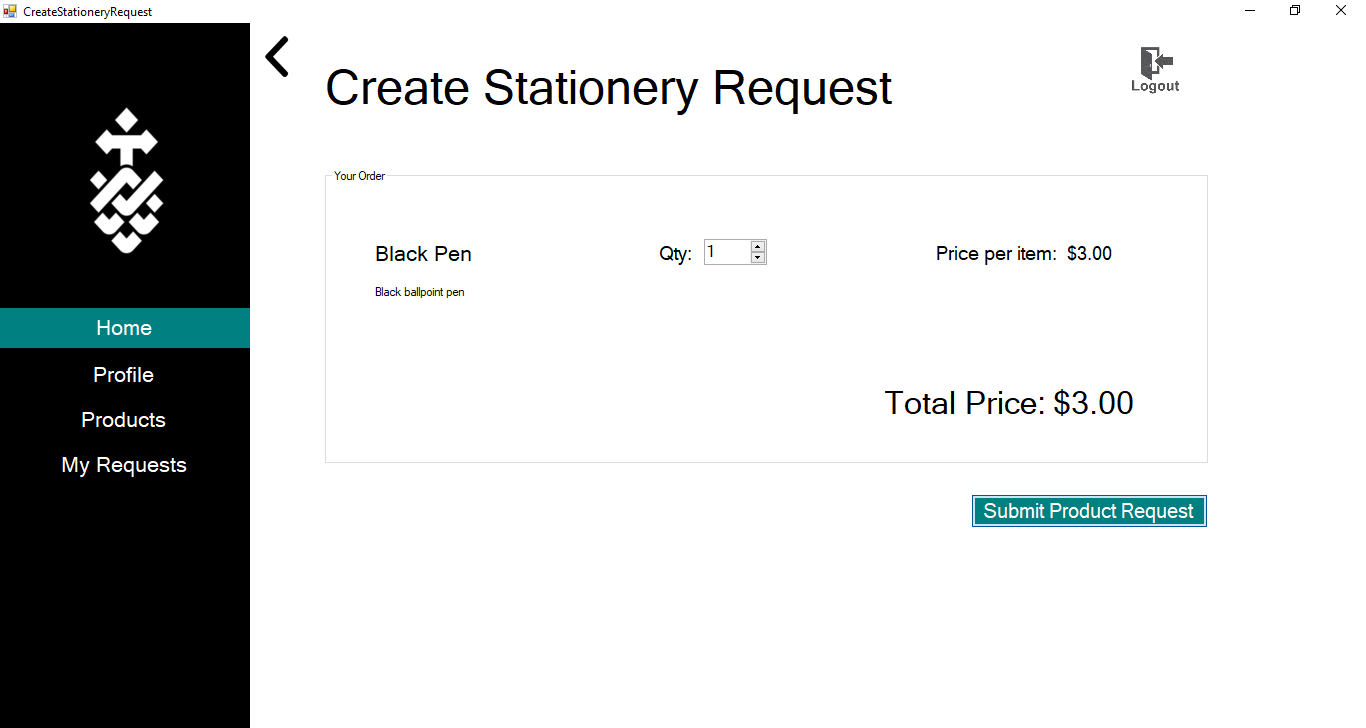 CreateStationeryRequest
Create Stationery Request
Logout
Your Order
Black Pen
Qty: 1
Price per item: $3.00
Black ballpoint pen
Total Price: $3.00
Submit Product Request
Home
Profile
Products
My Requests